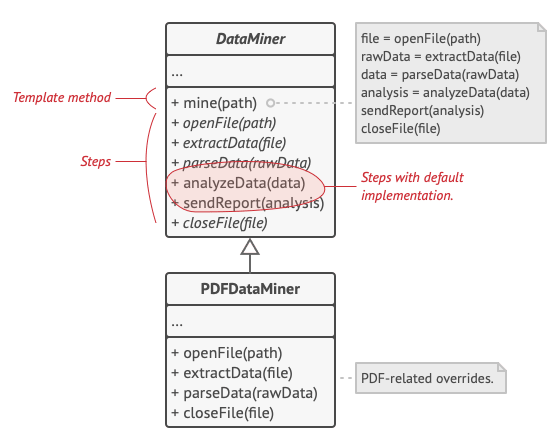 DataMiner
...
+ mine(path)
+ openFile(path)
+ extractData(file)
+ parseData(rawData)
+ analyzeData(data)
+ sendReport(analysis)
+ closeFile(file)
file = openFile(path)
rawData = extractData(file)
data = parseData(rawData)
analysis = analyzeData(data)
sendReport(analysis)
closeFile(file)
Template method
Steps
Steps with default
implementation.
PDFDataMiner
...
+ openFile(path)
+ extractData(file)
+ parseData(rawData)
+ closeFile(file)
PDF-related overrides.